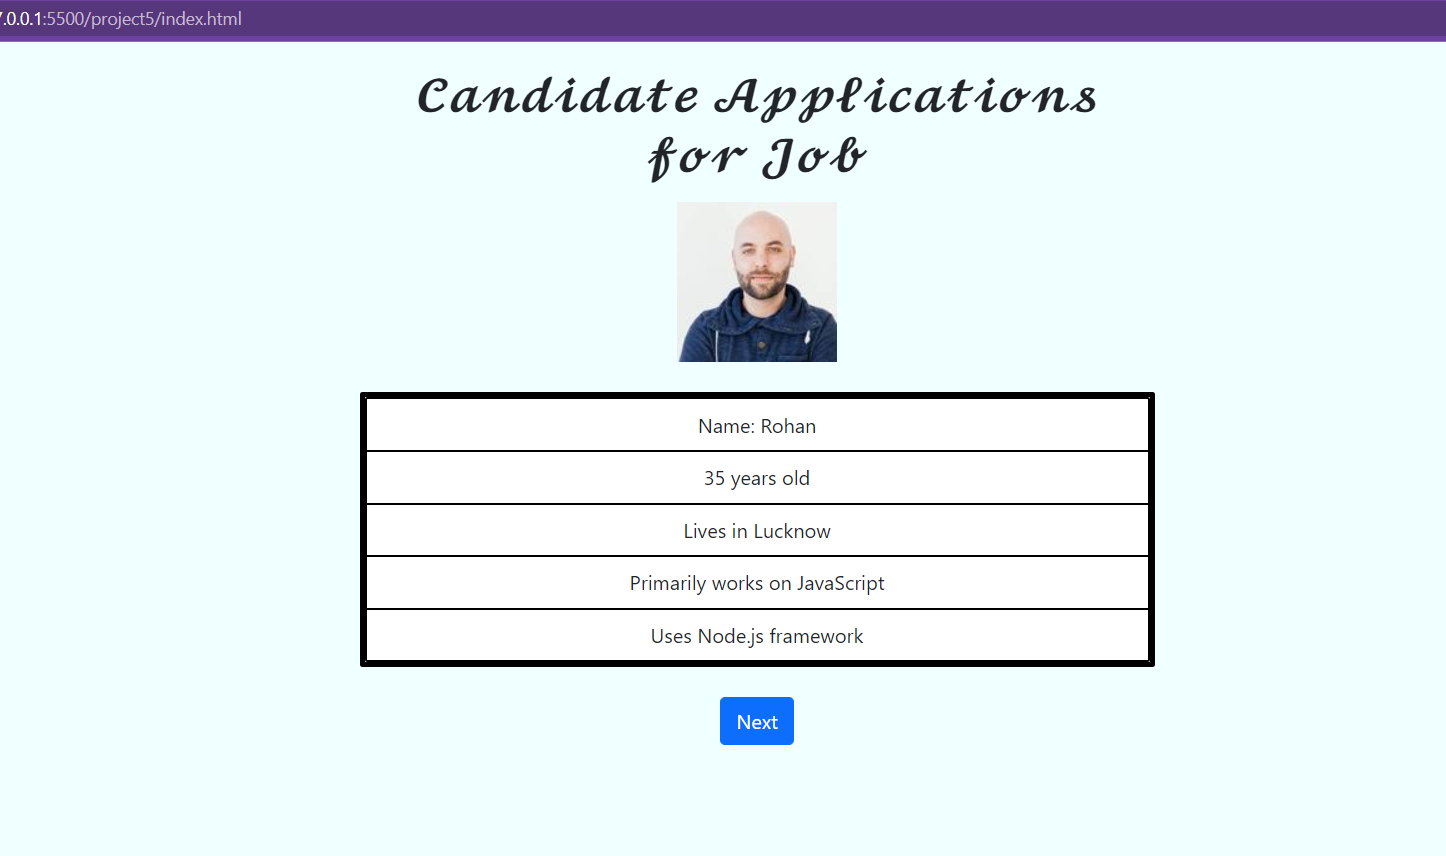 7.0.0.1:5500/project5/index.html
Candidate Applications
for Job
Name: Rohan
35 years old
Lives in Lucknow
Primarily works on JavaScript
Uses Node.js framework
Next